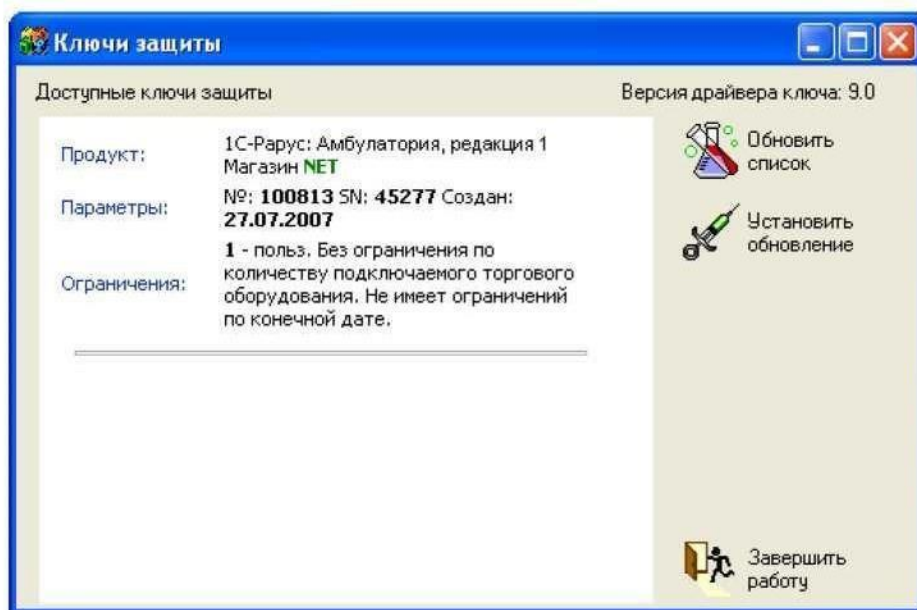 Ключи защиты
Доступные ключи защиты
Версия драйвера ключа: 9.0
Продукт:
1С-Рарус: Амбулатория, редакция 1
Магазин NET
Параметры:
№: 100813 SN: 45277 Создан:
27.07.2007
Ограничения:
1 - польз. Без ограничения по
количеству подключаемого торгового
оборудования. Не имеет ограничений
по конечной дате.
Обновить
список
Установить
обновление
Завершить
работу